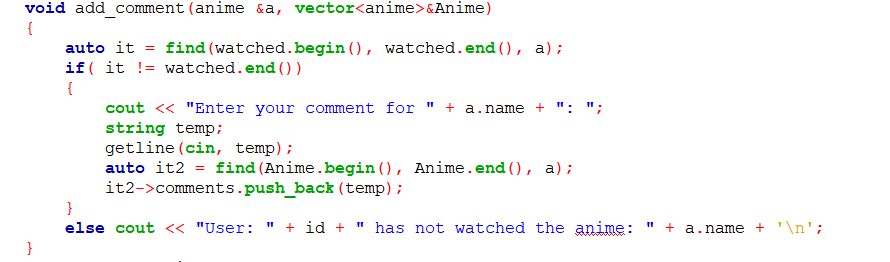 void add_comment(anime &a, vector<anime>&Anime)
{
    auto it = find(watched.begin(), watched.end(), a);
    if( it != watched.end())
    {
        cout << "Enter your comment for " + a.name + ": ";
        string temp;
        getline(cin, temp);
        auto it2 = find(Anime.begin(), Anime.end(), a);
        it2->comments.push_back(temp);
    }
    else cout << "User: " + id + " has not watched the anime: " + a.name + '\n';
}